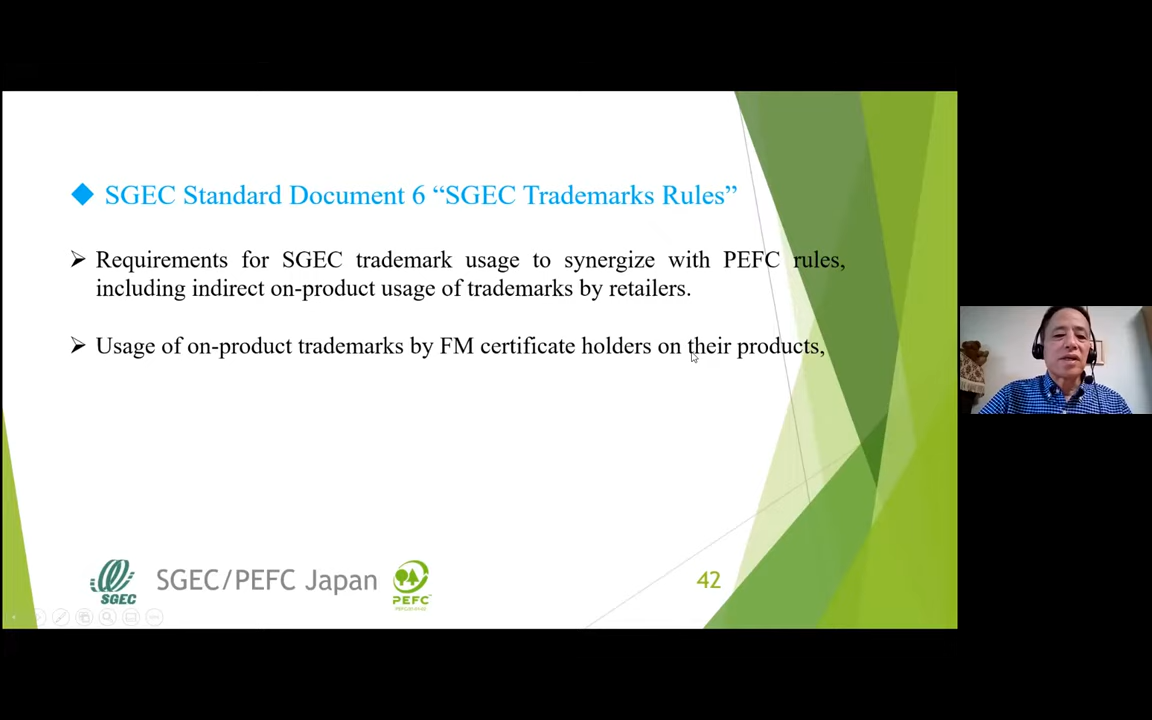 ◆ SGEC Standard Document 6 “SGEC Trademarks Rules”
➢ Requirements for SGEC trademark usage to synergize with PEFC rules,
including indirect on-product usage of trademarks by retailers.
➢ Usage of on-product trademarks by FM certificate holders on their products,
SGEC
SGEC/PEFC Japan
PEFC
42